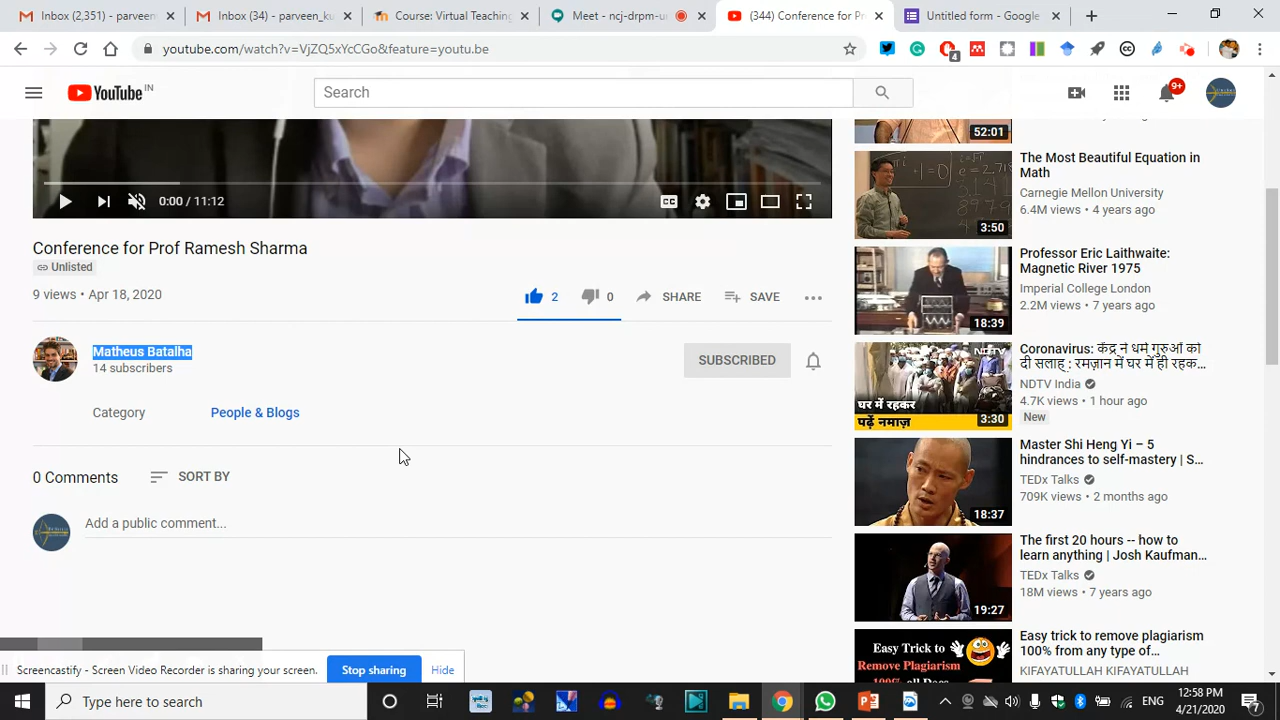 Inbox (2,351) - parveen
Inbox (34) - parveen_ku
Course: Virtual Teaching
Meet - ncj-drpt-u
(344) Conference for Pr
Untitled form - Google
youtube.com/watch?v=VjZQ5xYcCGo&feature=youtu.be
4
YouTube IN
Search
9+
0:00 / 11:12
CC
Conference for Prof Ramesh Sharma
Unlisted
9 views • Apr 18, 2020
2
0
SHARE
SAVE
Matheus Batalha
14 subscribers
SUBSCRIBED
Category
People & Blogs
0 Comments
SORT BY
Add a public comment...
52:01
The Most Beautiful Equation in
Math
Carnegie Mellon University
6.4M views • 4 years ago
3:50
Professor Eric Laithwaite:
Magnetic River 1975
Imperial College London
2.2M views • 7 years ago
18:39
Coronavirus: केंद्र ने धर्म गुरुओं को
दी सलाह : रमज़ान में घर में ही रहक...
NDTV India
4.7K views • 1 hour ago
New
NDTV
घर में रहकर
पढ़ें नमाज़
3:30
Master Shi Heng Yi – 5
hindrances to self-mastery | S...
TEDx Talks
709K views • 2 months ago
18:37
The first 20 hours -- how to
learn anything | Josh Kaufman...
TEDx Talks
18M views • 7 years ago
19:27
Easy trick to remove plagiarism
100% from any type of...
KIFAYATULLAH KIFAYATULLAH
Easy Trick to
Remove Plagiarism
Screencastify - Screen Video Recorder is sharing your screen.
Stop sharing
Hide
Type here to search
ENG
12:58 PM
4/21/2020
7